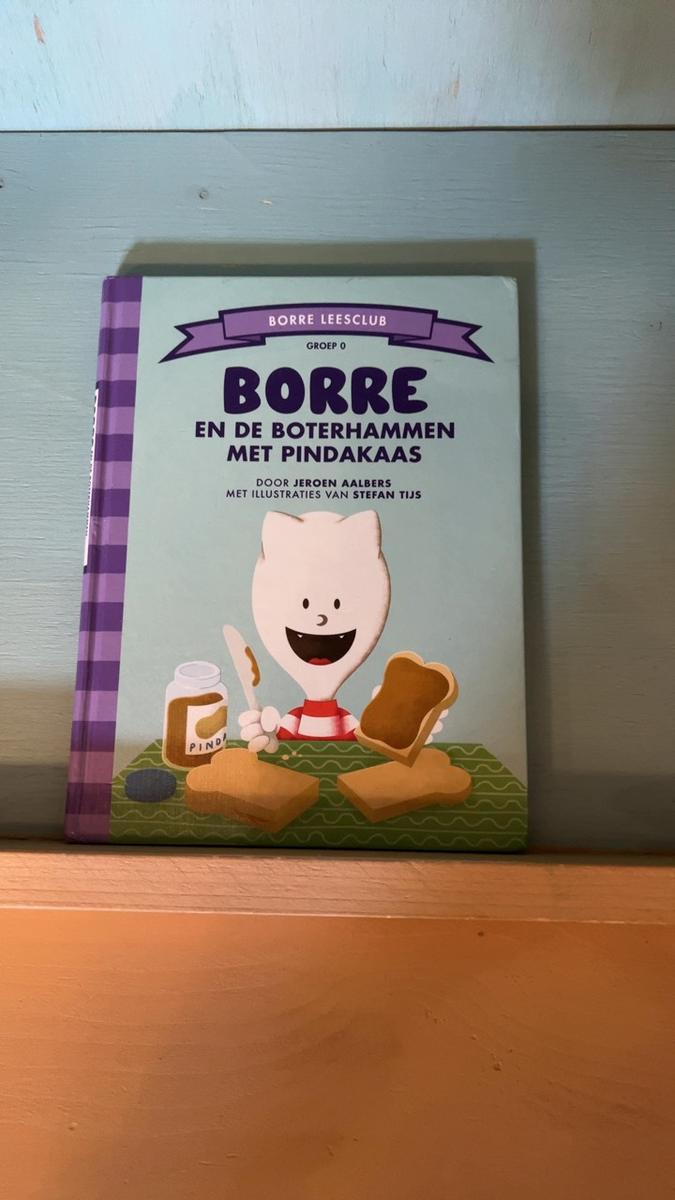 BORRE LEESCLUB
GROEP 0
BORRE
EN DE BOTERHAMMEN
MET PINDAKAAS
DOOR JEROEN AALBERS
MET ILLUSTRATIES VAN STEFAN TIJS
PINDA